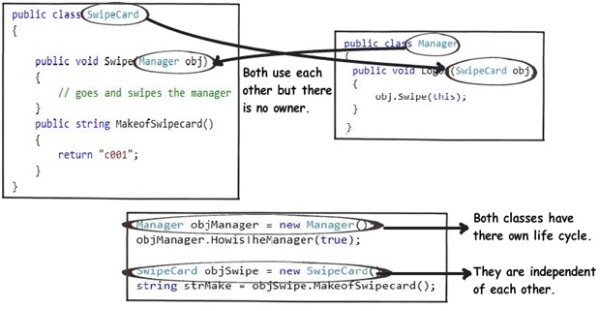 public class SwipeCard
{
public void Swipe(Manager obj)
{
// goes and swipes the manager
}
public string MakeofSwipecard()
{
return "c001";
}
}
Both use each
other but there
is no owner.
public class Manager
{
public void (SwipeCard obj)
{
obj.Swipe(this);
}
}
Manager objManager = new Manager()
objManager.HowisTheManager(true);
SwipeCard objSwipe = new SwipeCard(
string strMake = objSwipe.MakeofSwipecard();
Both classes have
there own life cycle.
They are independent
of each other.